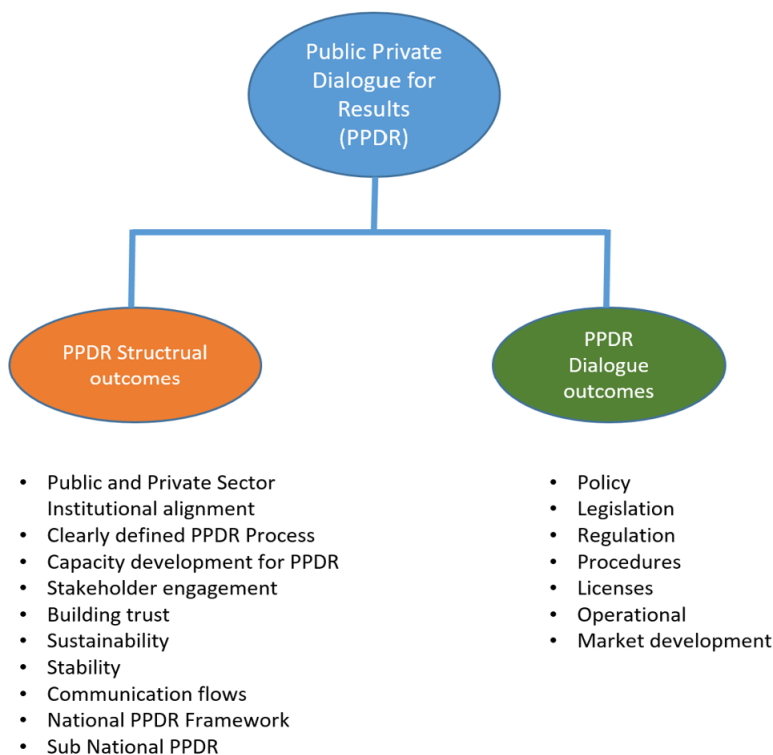 Public Private
Dialogue for
Results
(PPDR)
PPDR Structrual
outcomes
PPDR
Dialogue
outcomes
• Public and Private Sector
Institutional alignment
• Clearly defined PPDR Process
• Capacity development for PPDR
• Stakeholder engagement
• Building trust
• Sustainability
• Stability
• Communication flows
• National PPDR Framework
• Sub National PPDR
• Policy
• Legislation
• Regulation
• Procedures
• Licenses
• Operational
• Market development